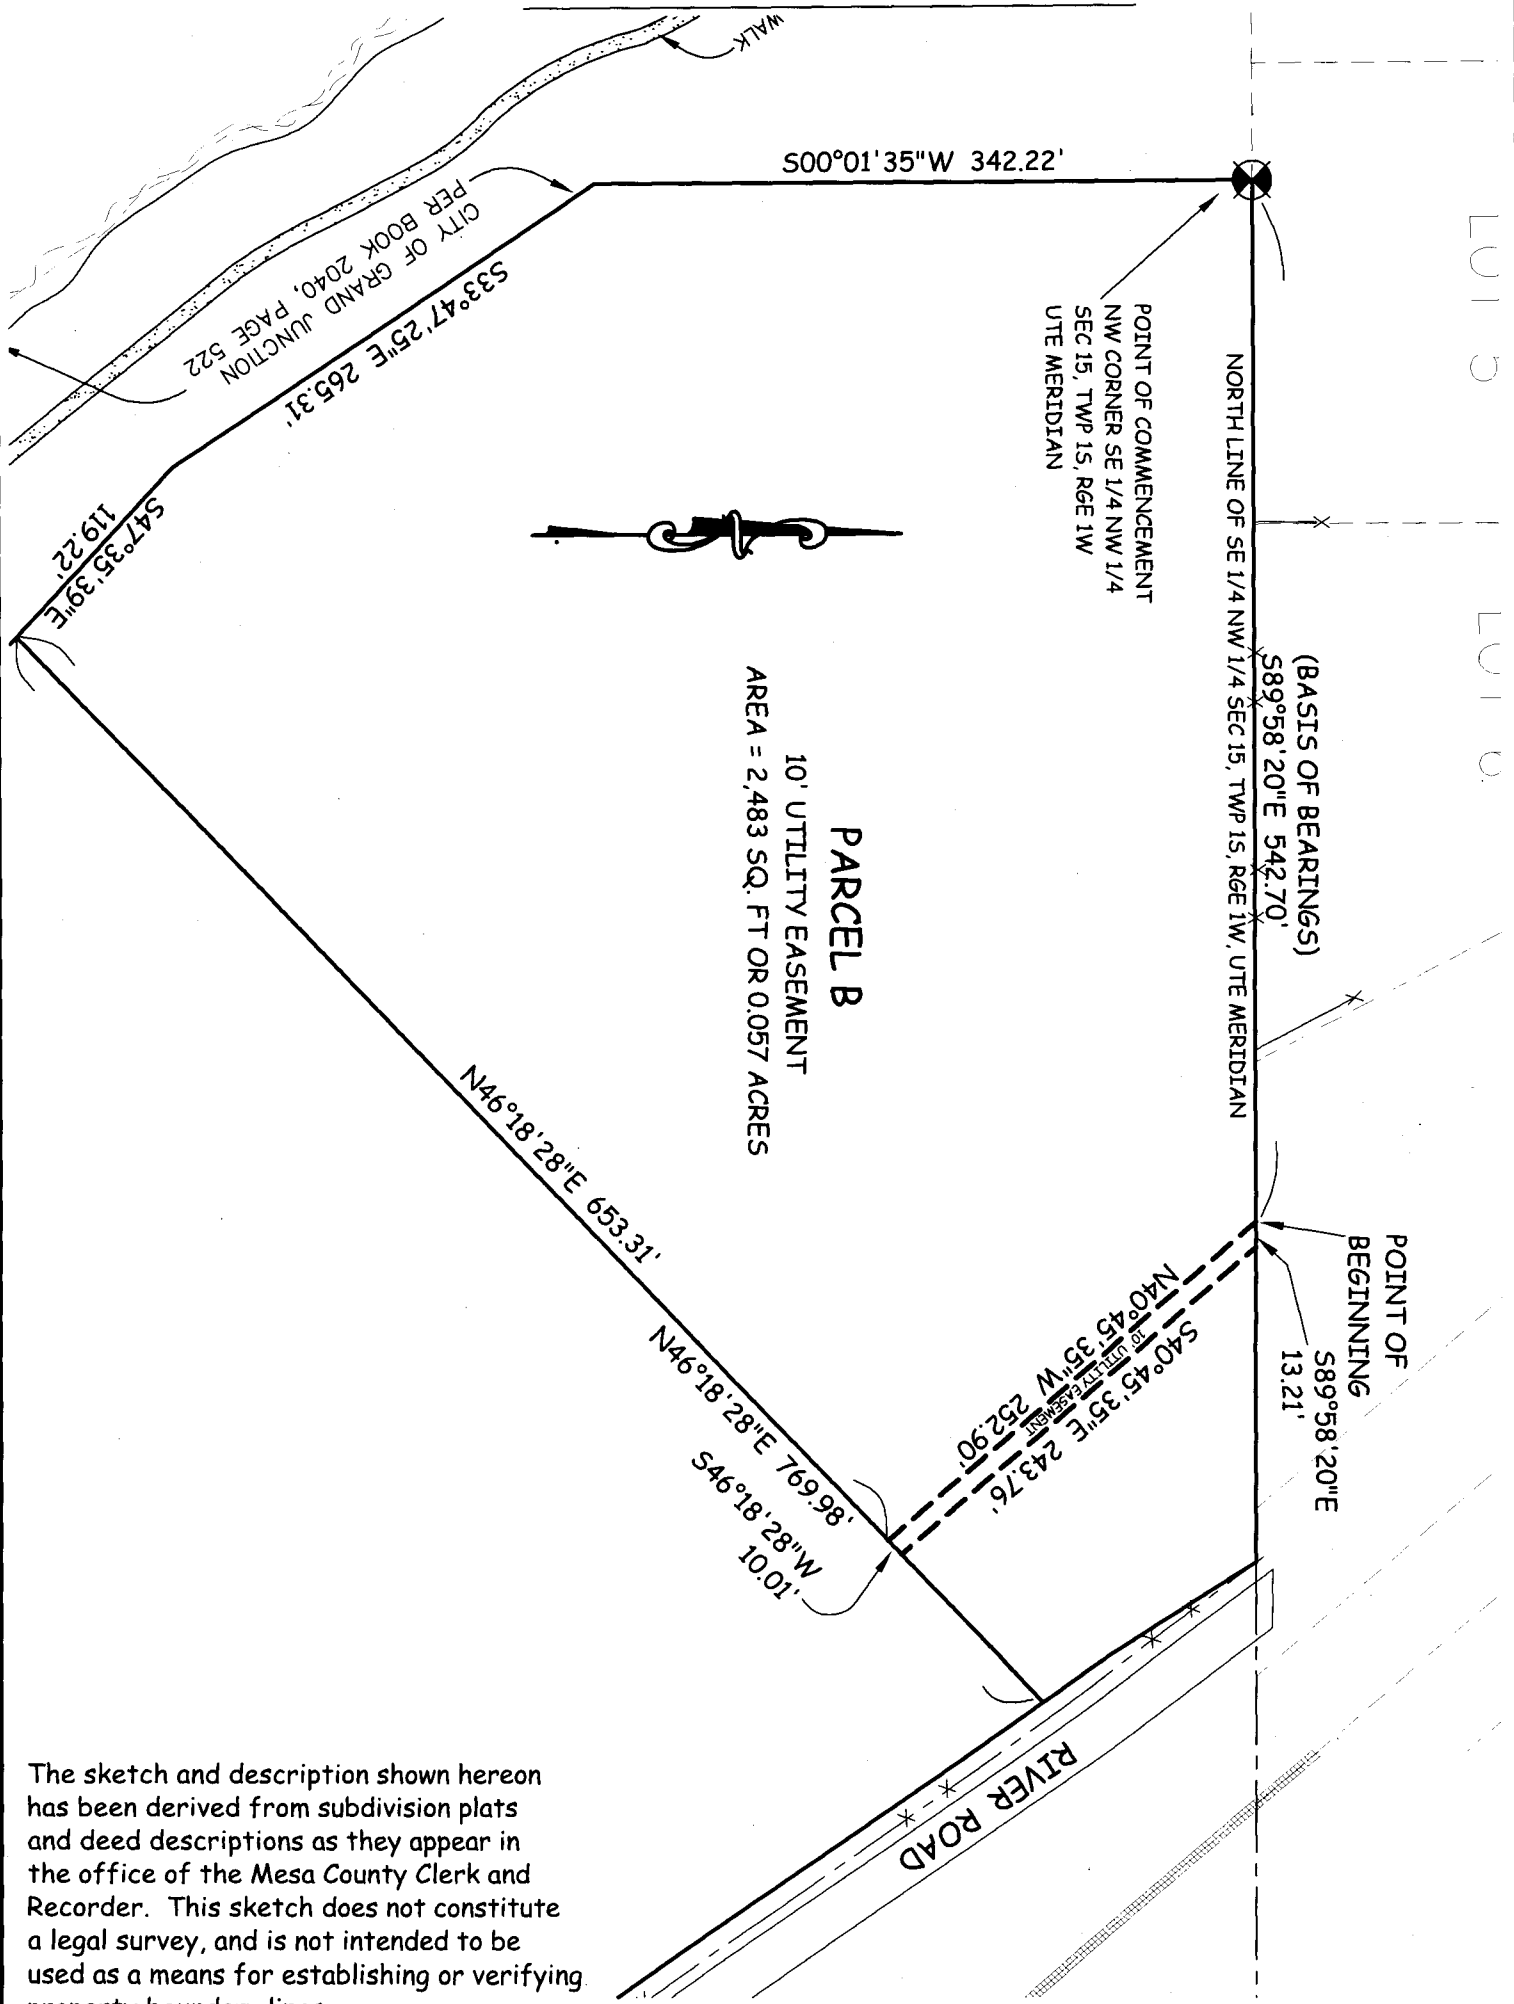 WALK
S00°01'35"W 342.22'
CITY OF GRAND JUNCTION
PER BOOK 2040, PAGE 522
S33°47'25"E 265.31'
S47°35'39"E
119.22'
POINT OF COMMENCEMENT
NW CORNER SE 1/4 NW 1/4
SEC 15, TWP 1S, RGE 1W
UTE MERIDIAN
NORTH LINE OF SE 1/4 NW 1/4 SEC 15, TWP 1S, RGE 1W, UTE MERIDIAN
(BASIS OF BEARINGS)
S89°58'20"E 542.70'
PARCEL B
10' UTILITY EASEMENT
AREA = 2,483 SQ. FT OR 0.057 ACRES
POINT OF
BEGINNING
S89°58'20"E
13.21'
N40°45'35"W 252.90'
10' UTILITY EASEMENT
S40°45'35"E 243.76'
N46°18'28"E 653.31'
N46°18'28"E 769.98'
S46°18'28"W
10.01'
RIVER ROAD
The sketch and description shown hereon
has been derived from subdivision plats
and deed descriptions as they appear in
the office of the Mesa County Clerk and
Recorder. This sketch does not constitute
a legal survey, and is not intended to be
used as a means for establishing or verifying